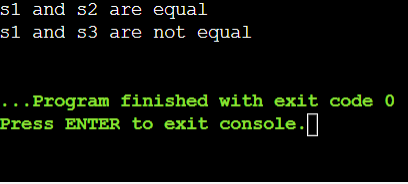 s1 and s2 are equal
s1 and s3 are not equal
...Program finished with exit code 0
Press ENTER to exit console.